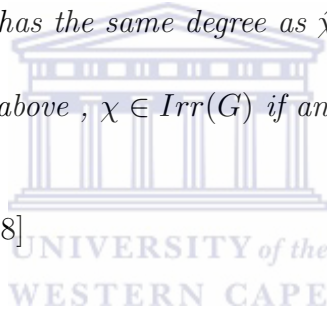 has the same degree as χ
above , χ ∈ Irr(G) if an
8]
UNIVERSITY of the
WESTERN CAPE